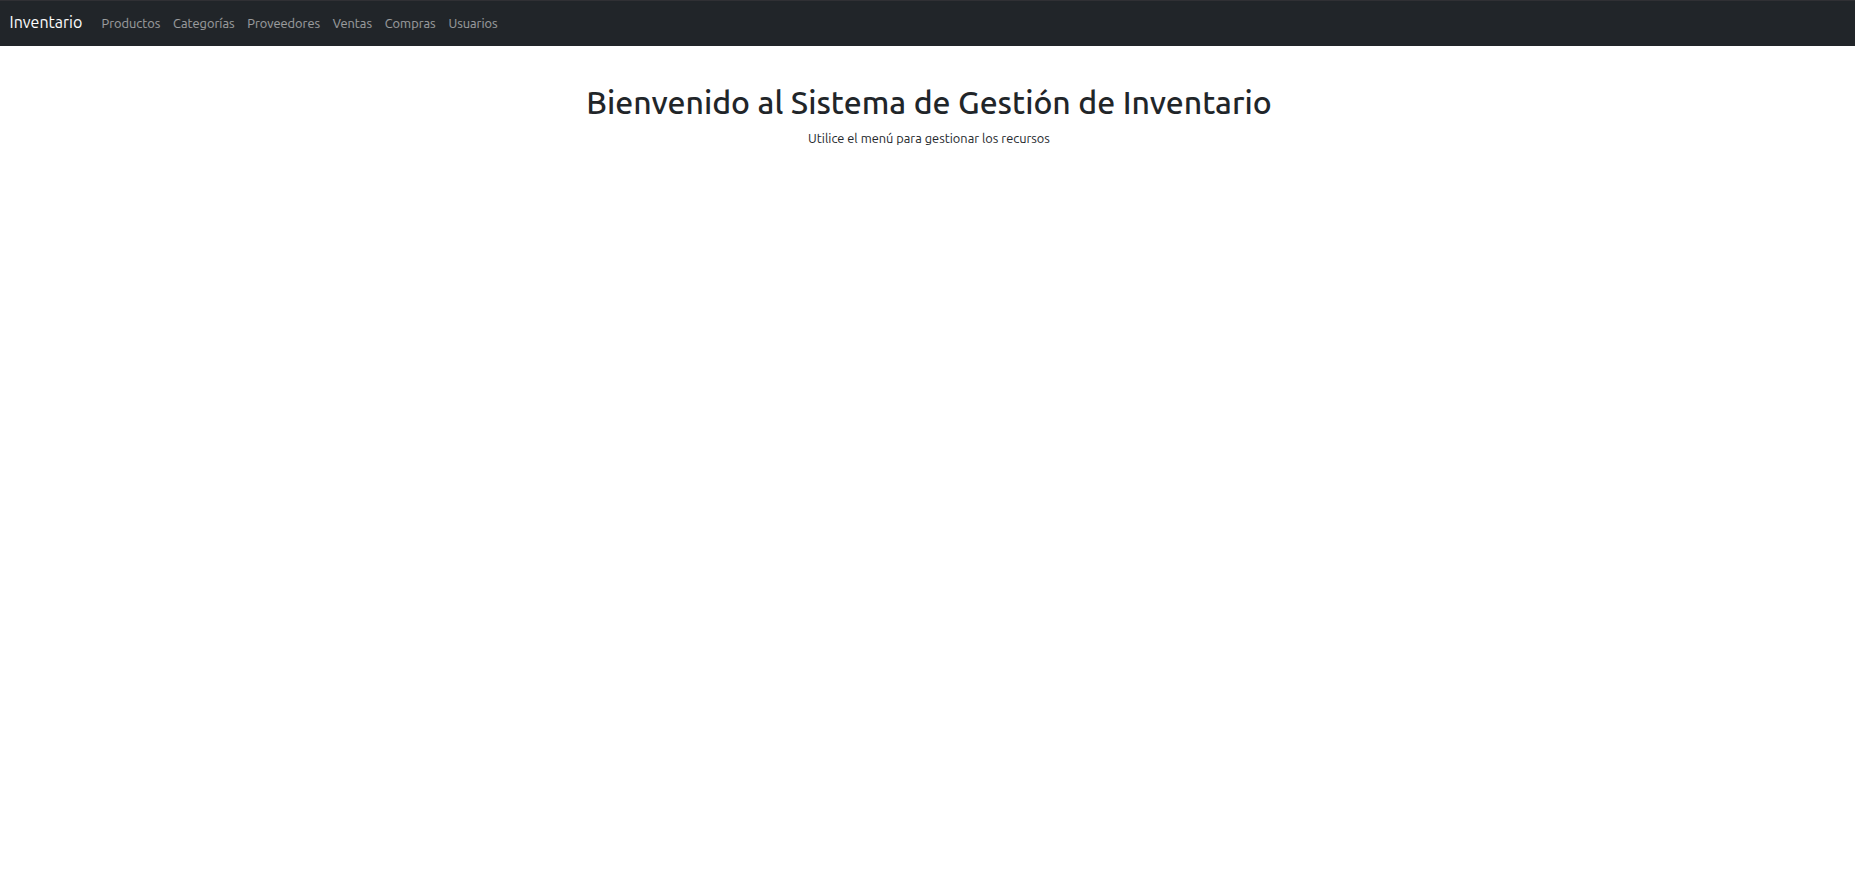 Inventario Productos Categorías Proveedores Ventas Compras Usuarios
Bienvenido al Sistema de Gestión de Inventario
Utilice el menú para gestionar los recursos